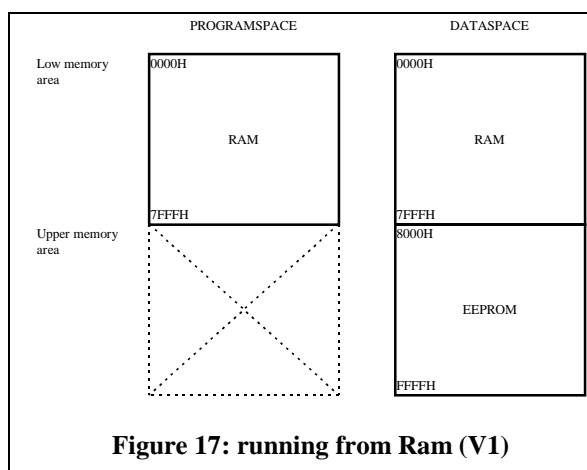 PROGRAMSPACE DATASPACE
Low memory
area
0000H 0000H
RAM RAM
7FFFH 7FFFH
Upper memory
area
8000H
EEPROM
FFFFH
Figure 17: running from Ram (V1)